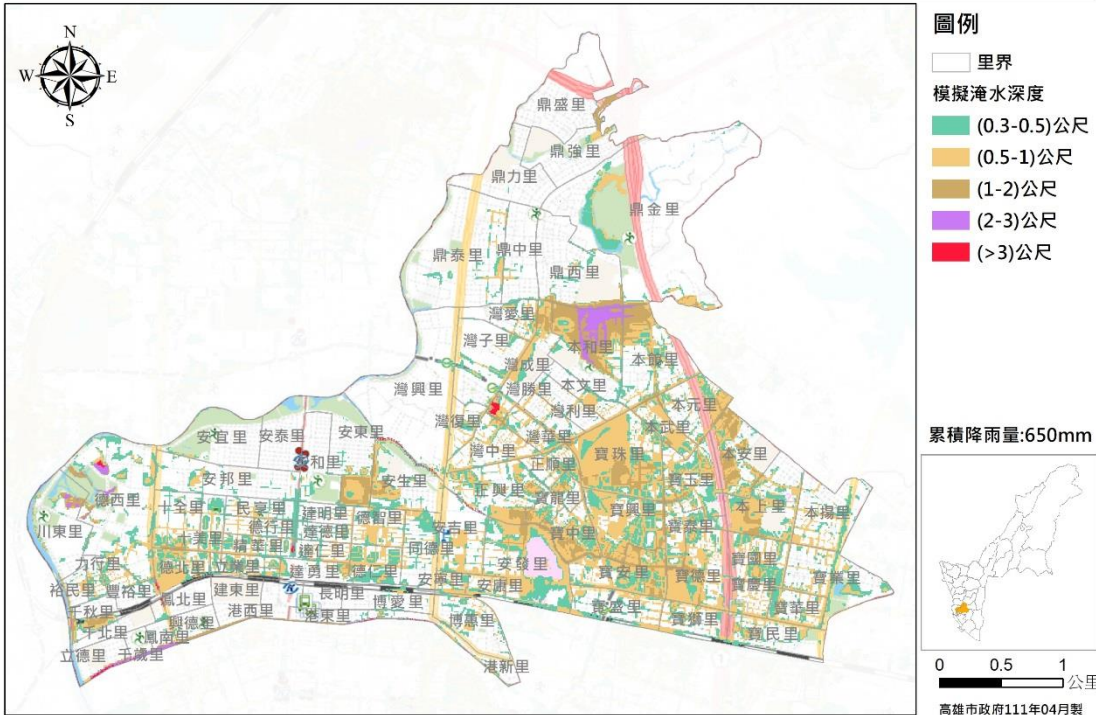 圖例
里界
模擬淹水深度
(0.3-0.5)公尺
(0.5-1)公尺
(1-2)公尺
(2-3)公尺
(>3)公尺
累積降雨量:650mm
0 0.5 1
公里
高雄市政府111年04月製
N
W E
S
鼎盛里
鼎強里
鼎力里
鼎金里
鼎中里
鼎泰里
鼎西里
灣愛里
灣子里
本和里
灣成里
本館里
灣興里
灣勝里
本文里
灣利里
本元里
灣復里
安東里
安宜里
安泰里
灣華里
本武里
和里
灣中里
正順里
寶珠里
本安里
安邦里
安生里
正興里
寶龍里
寶玉里
德西里
十全里
民享里
達明里
德智里
寶興里
本上里
本揚里
川東里
德行里
達德里
安吉里
寶中里
寶泰里
十美里
精華里
達仁里
同德里
力行里
德北里
立業里
達勇里
德仁里
安寧里
安康里
安發里
寶安里
寶德里
寶國里
寶慶里
寶業里
裕民里
豐裕里
鳳北里
建東里
長明里
博愛里
港西里
港東里
寶盛里
寶獅里
寶華里
千秋里
興德里
博惠里
寶民里
千北里
鳳南里
立德里
千歲里
港新里